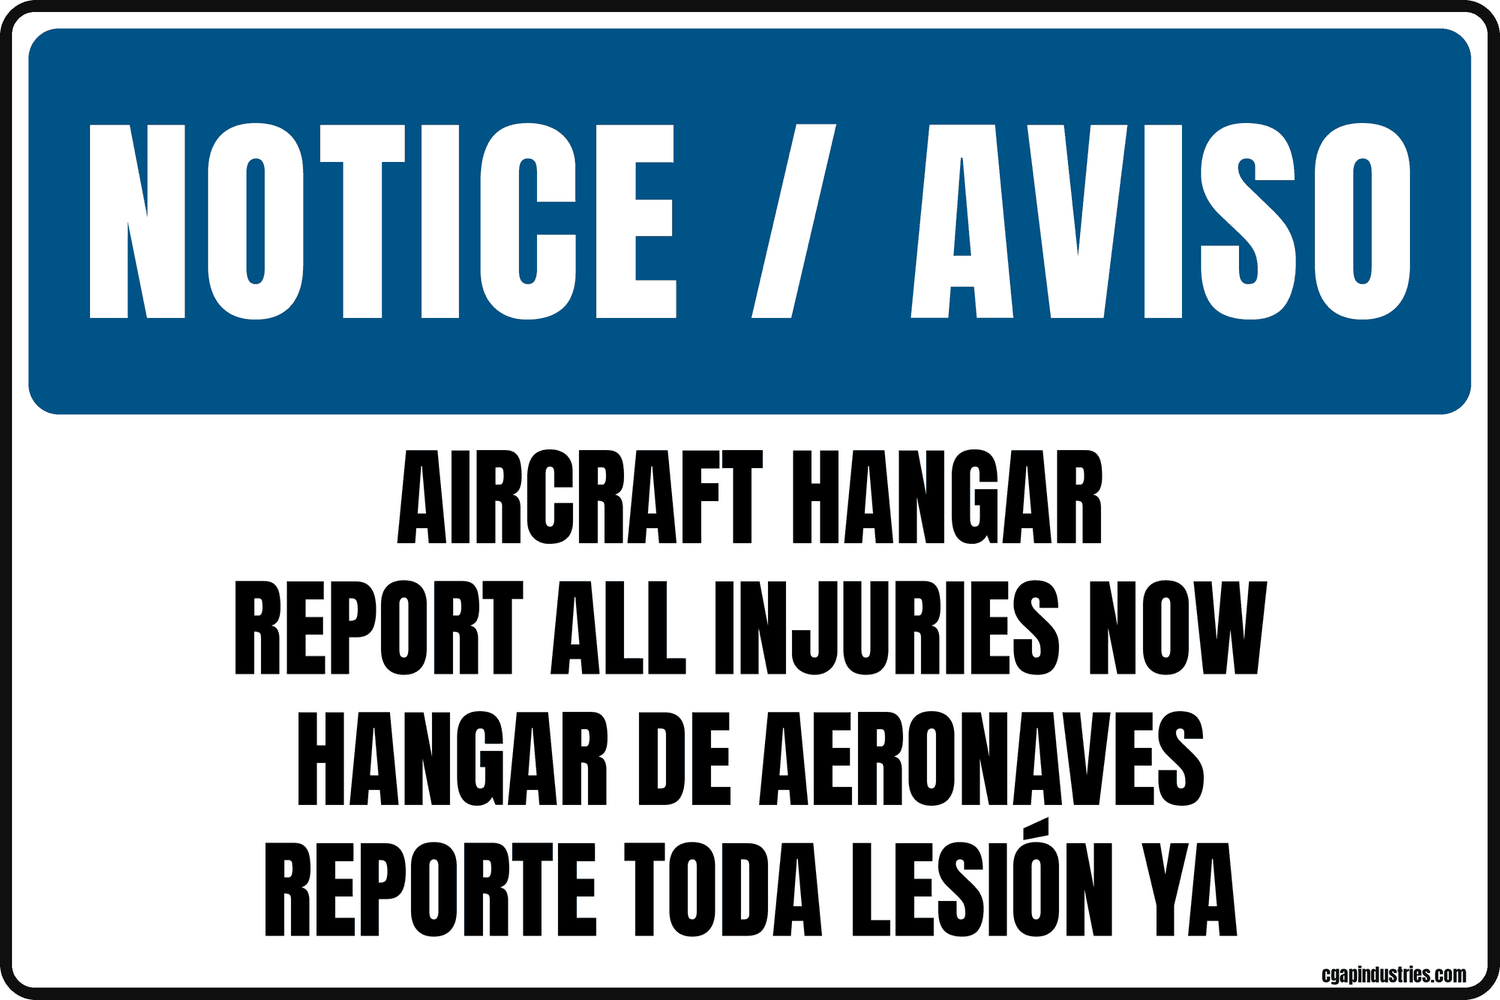 NOTICE / AVISO
AIRCRAFT HANGAR
REPORT ALL INJURIES NOW
HANGAR DE AERONAVES
REPORTE TODA LESIÓN YA
cgapindustries.com